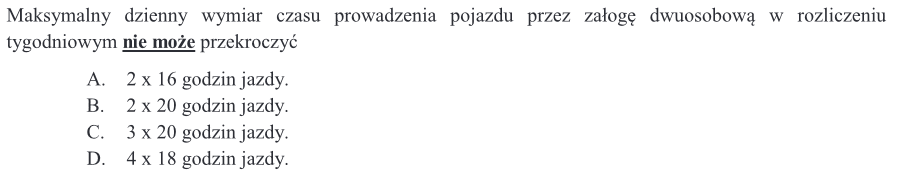 Maksymalny dzienny wymiar czasu prowadzenia pojazdu przez załogę dwuosobową w rozliczeniu
tygodniowym nie może przekroczyć
A. 2 x 16 godzin jazdy.
B. 2 x 20 godzin jazdy.
C. 3 x 20 godzin jazdy.
D. 4 x 18 godzin jazdy.